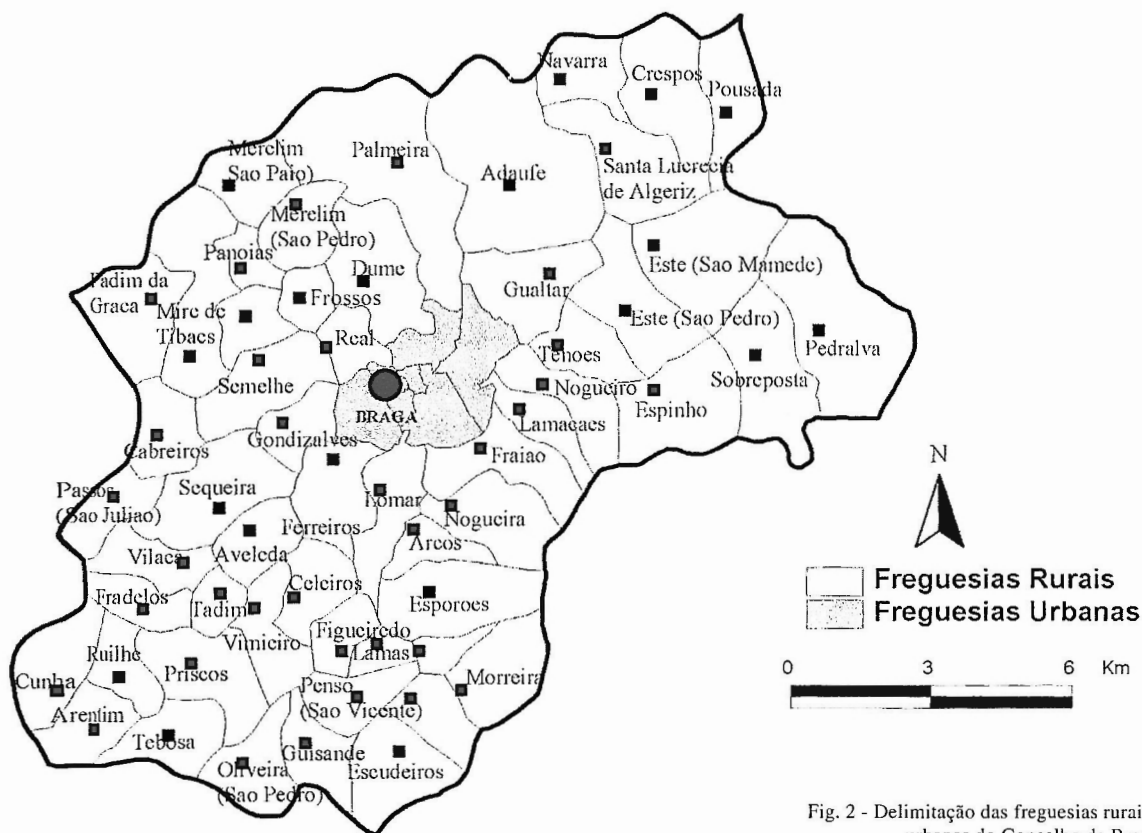 Navarra
Crespos
Pousada
Merelim
Sao Paio)
Palmeira
Adaufe
Santa Lucrecia
de Algeriz
Merelim
(Sao Pedro)
Panoias
Dume
Este (Sao Mamede)
Padim da
Graca
Gualtar
Mire de
Tibaes
Frossos
Este (Sao Pedro)
Real
Tenoes
Pedralva
Semelhe
Nogueiro
Sobreposta
Espinho
BRAGA
Lamacaes
Gondizalves
Cabreiros
Fraiao
N
Passos
(Sao Juliao)
Sequeira
Lomar
Nogueira
Ferreiros
Arcos
Vilaca
Aveleda
Freguesias Rurais
Celeiros
Fradelos
Tadim
Esporoes
Freguesias Urbanas
Vimieiro
Figueiredo
Ruilhe
Lamas
Priscos
0 3 6 Km
Cunha
Penso
(Sao Vicente)
Morreira
Arentim
Tebosa
Guisande
Escudeiros
Oliveira
(Sao Pedro)
Fig. 2 - Delimitação das freguesias rurai